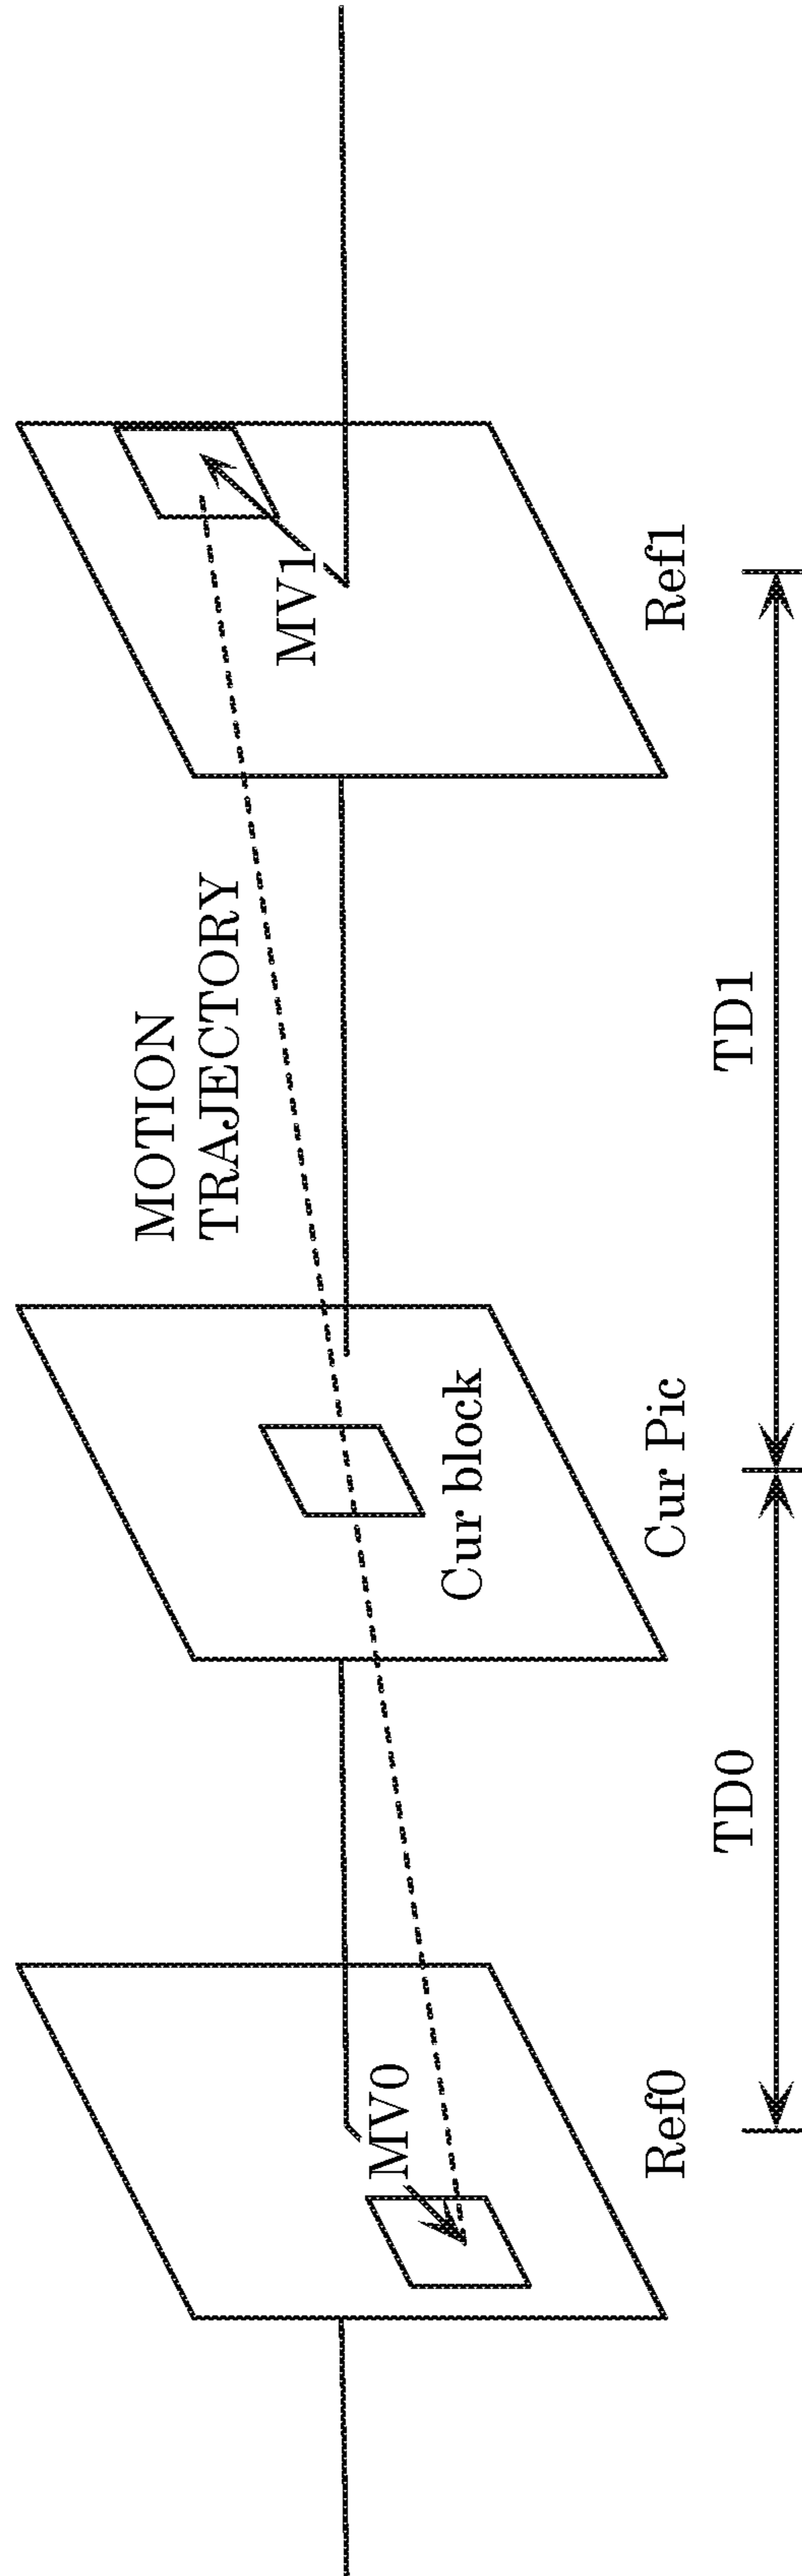 MOTION
TRAJECTORY
MV0
MV1
Cur block
Ref0
Cur Pic
Ref1
TD0
TD1